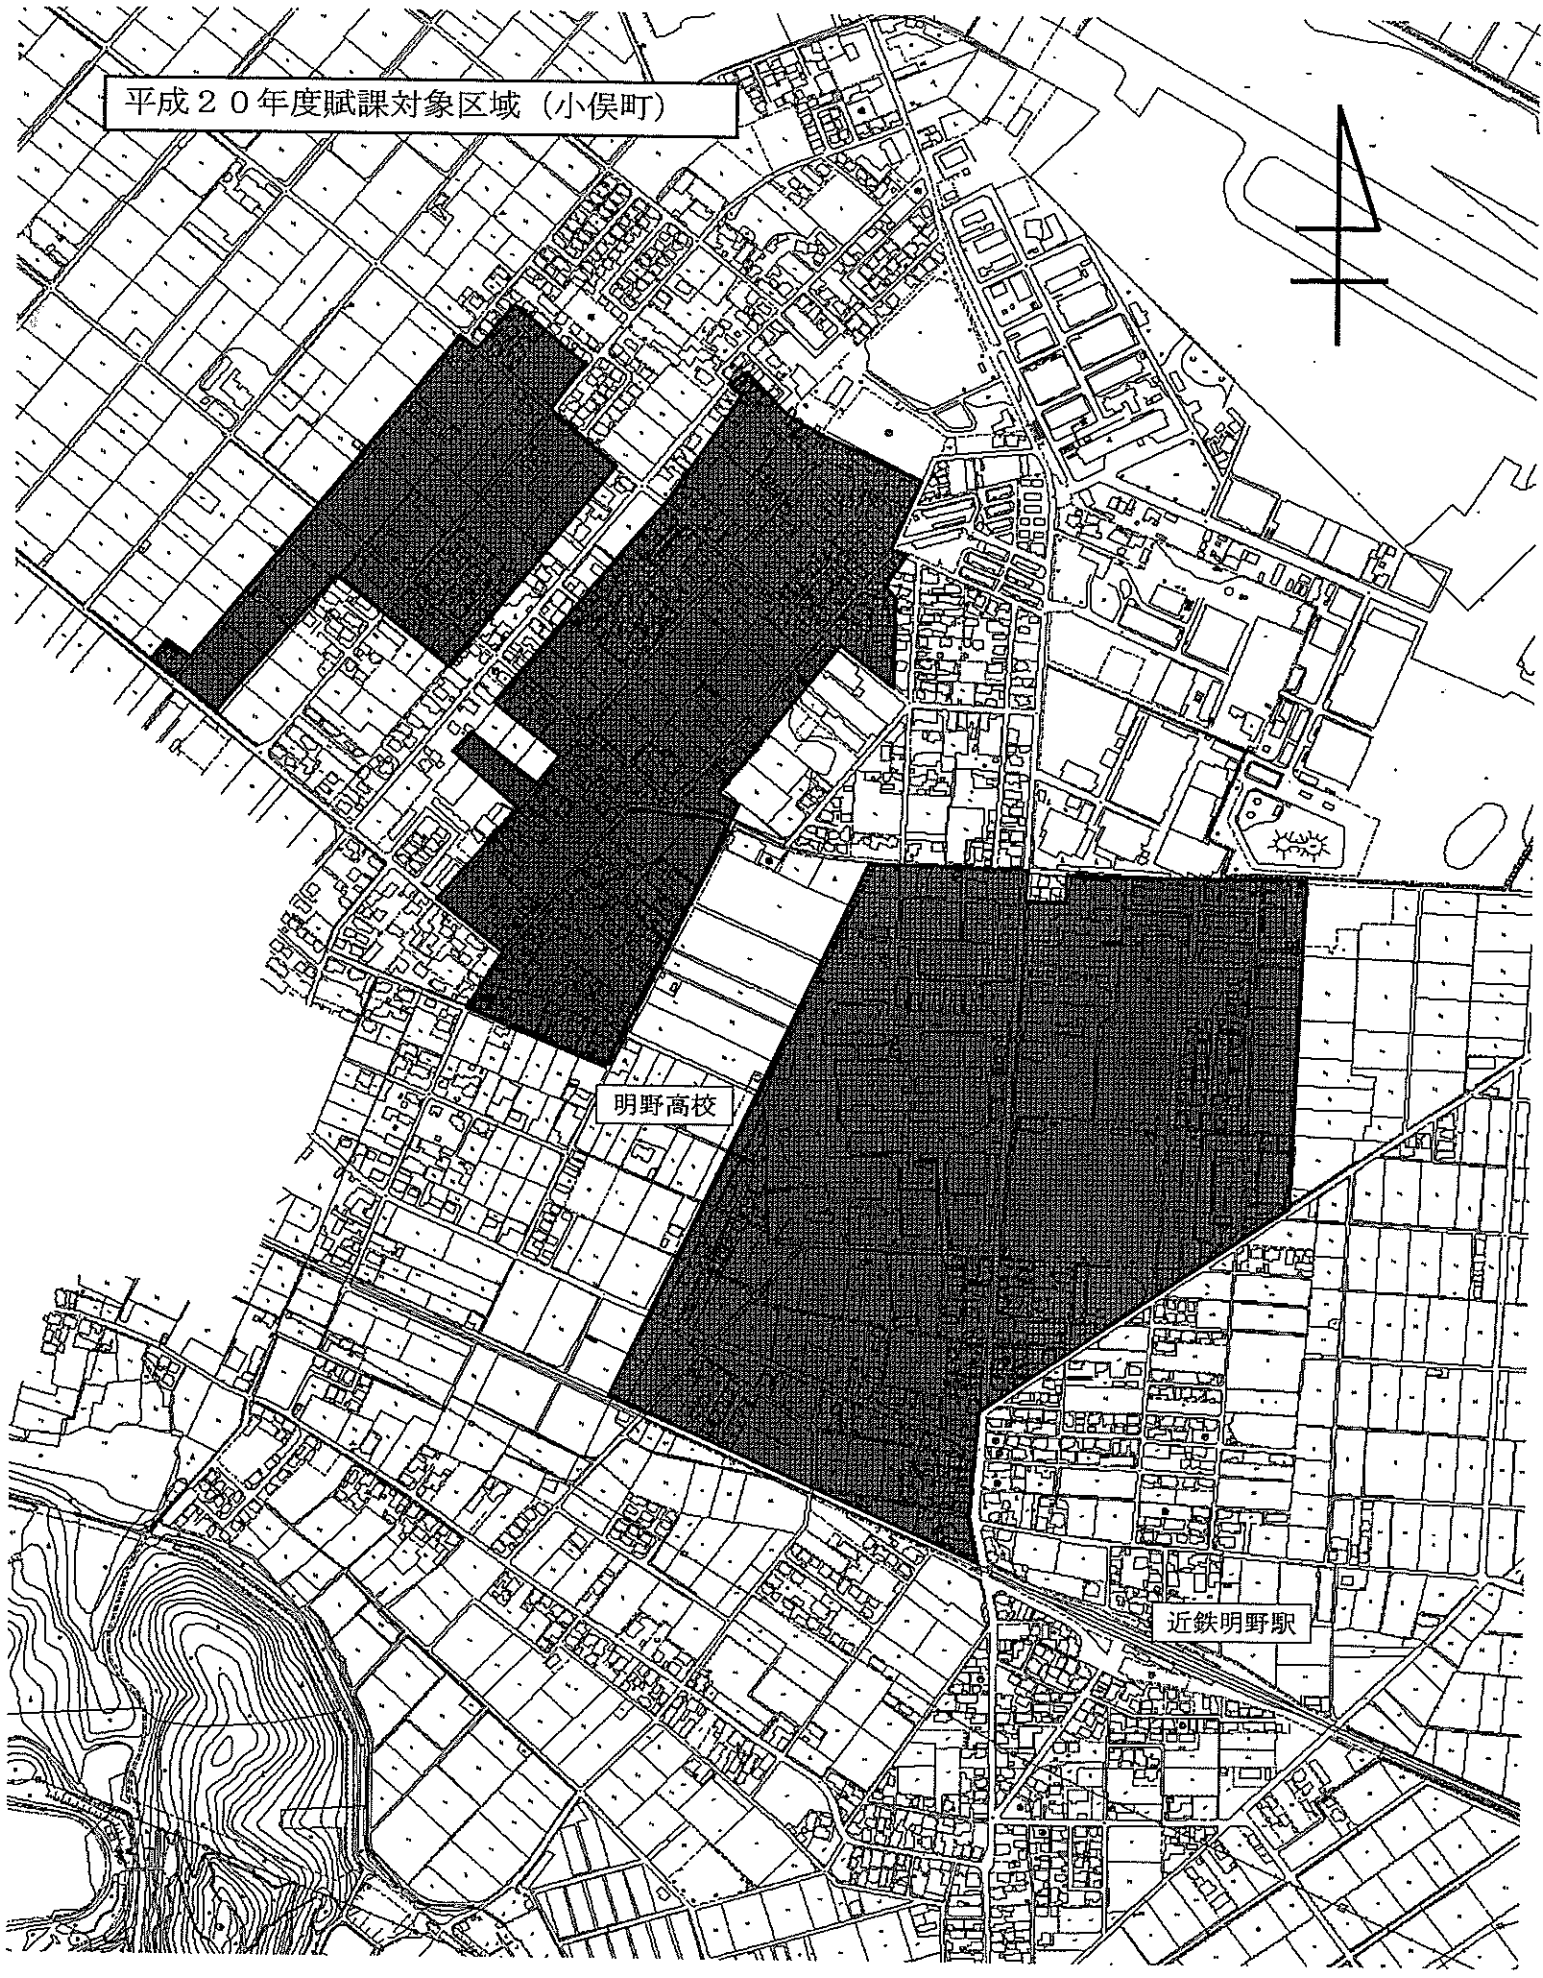 平成２０年度賦課対象区域（小俣町）
明野高校
近鉄明野駅